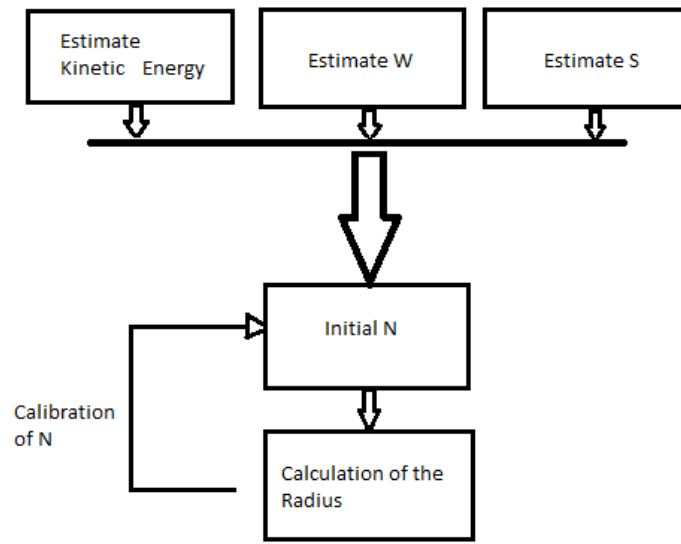 Estimate
Kinetic Energy
Estimate W
Estimate S
Initial N
Calibration
of N
Calculation of the
Radius